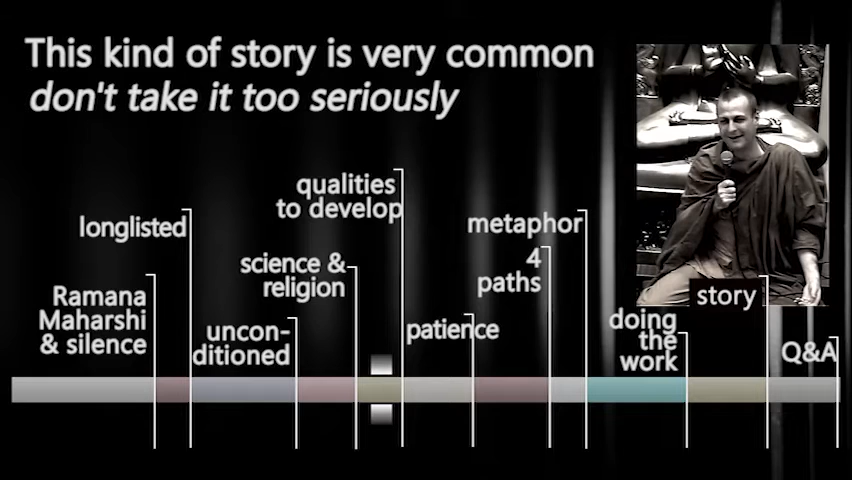 This kind of story is very common
don't take it too seriously
qualities
to develop
longlisted
metaphor
science &
religion
4
paths
Ramana
Maharshi
& silence
story
uncon-
ditioned
patience
doing
the
work
Q&A